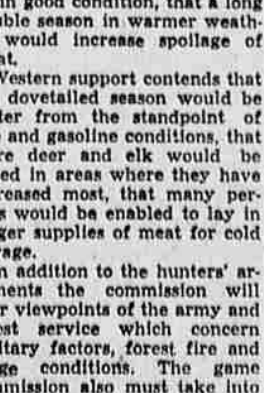 in good condition, that a long
uble season in warmer weath-
would increase spoilage of
at.
Western support contends that
dovetailed season would be
ter from the standpoint of
and gasoline conditions, that
re deer and elk would be
ed in areas where they have
reased most, that many per-
s would be enabled to lay in
ger supplies of meat for cold
rage.
n addition to the hunters' ar-
ments the commission will
r viewpoints of the army and
est service which concern
itary factors, forest fire and
ge conditions. The game
mmission also must take into